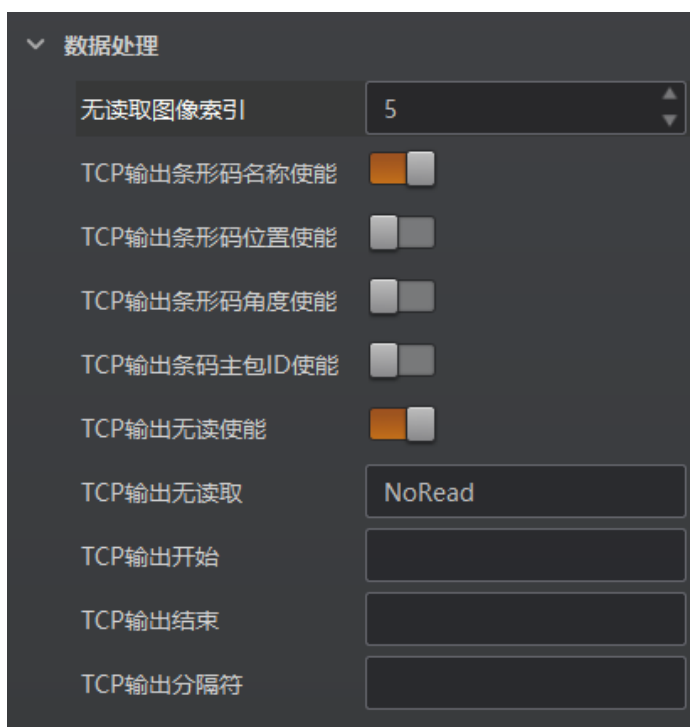 数据处理
无读取图像索引 5
TCP输出条形码名称使能
TCP输出条形码位置使能
TCP输出条形码角度使能
TCP输出条码主包ID使能
TCP输出无读使能
TCP输出无读取 NoRead
TCP输出开始
TCP输出结束
TCP输出分隔符